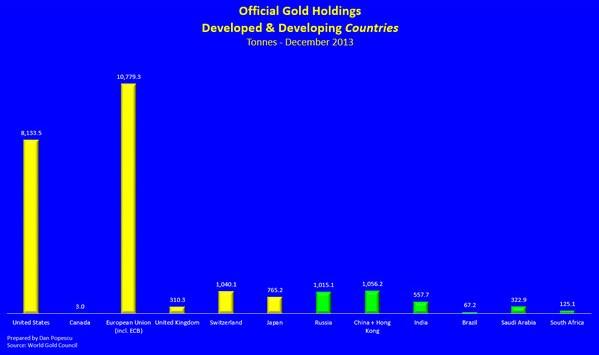 Official Gold Holdings
Developed & Developing Countries
Tonnes - December 2013
10,779.3
8,133.5
3.0
310.3
1,040.1
765.2
1,015.1
1,056.2
557.7
67.2
322.9
125.1
United States
Canada
European Union
(incl. ECB)
United Kingdom
Switzerland
Japan
Russia
China + Hong
Kong
India
Brazil
Saudi Arabia
South Africa
Prepared by Dan Popescu
Source: World Gold Council